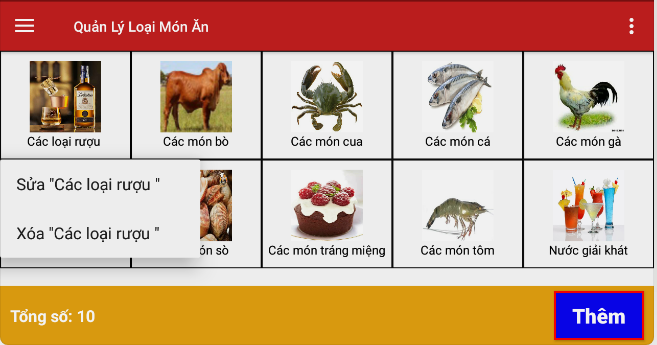 Quản Lý Loại Món Ăn
Các loại rượu
Các món bò
Các món cua
Các món cá
Các món gà
Sửa "Các loại rượu "
Xóa "Các loại rượu "
món sò
Các món tráng miệng
Các món tôm
Nước giải khát
Tổng số: 10
Thêm